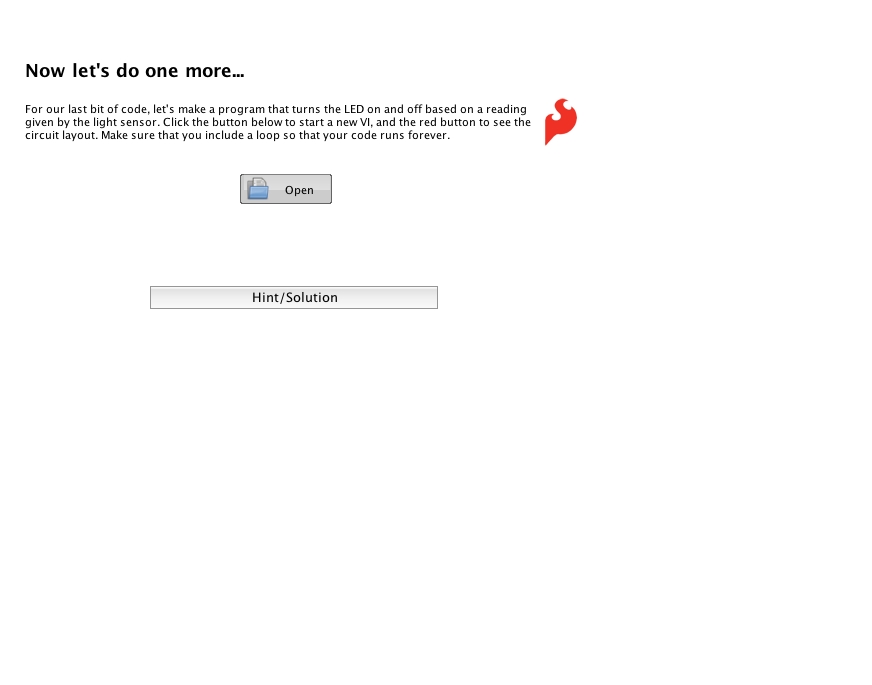 Now let's do one more...
For our last bit of code, let's make a program that turns the LED on and off based on a reading
given by the light sensor. Click the button below to start a new VI, and the red button to see the
circuit layout. Make sure that you include a loop so that your code runs forever.
Open
Hint/Solution